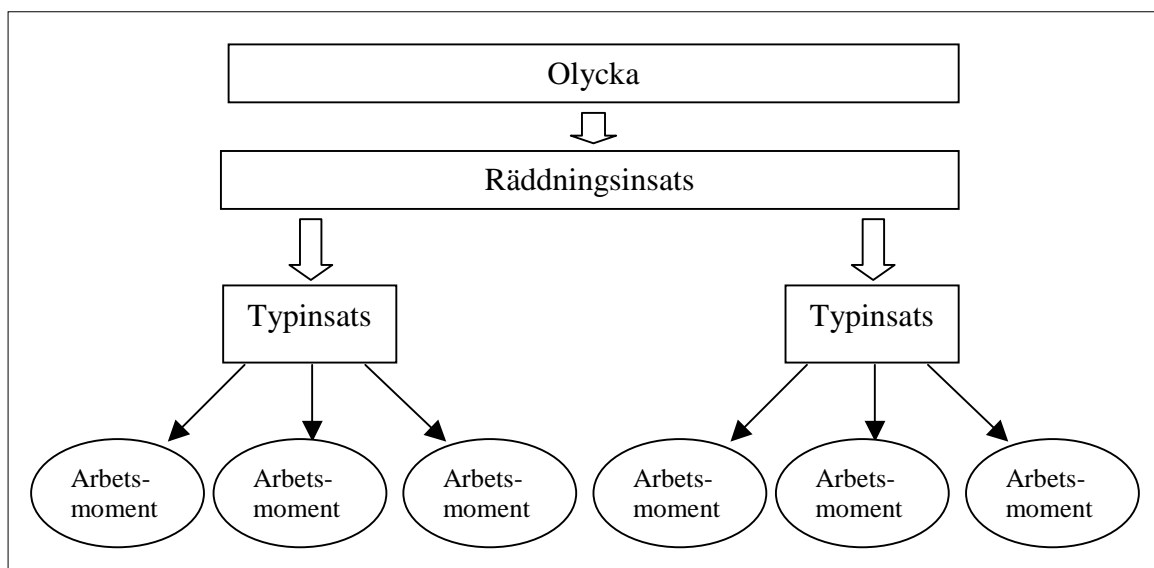 Olycka
Räddningsinsats
Typinsats
Typinsats
Arbets-
moment
Arbets-
moment
Arbets-
moment
Arbets-
moment
Arbets-
moment
Arbets-
moment